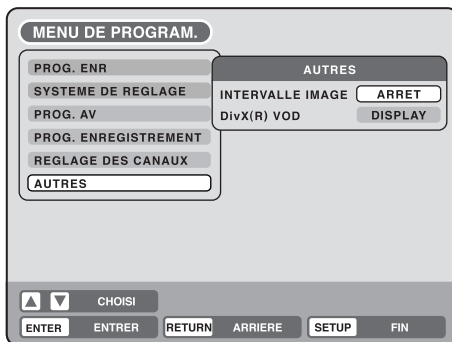 MENU DE PROGRAM.
PROG. ENR
SYSTEME DE REGLAGE
PROG. AV
PROG. ENREGISTREMENT
REGLAGE DES CANAUX
AUTRES
AUTRES
INTERVALLE IMAGE ARRET
DivX(R) VOD DISPLAY
CHOISI
ENTER ENTRER RETURN ARRIERE SETUP FIN